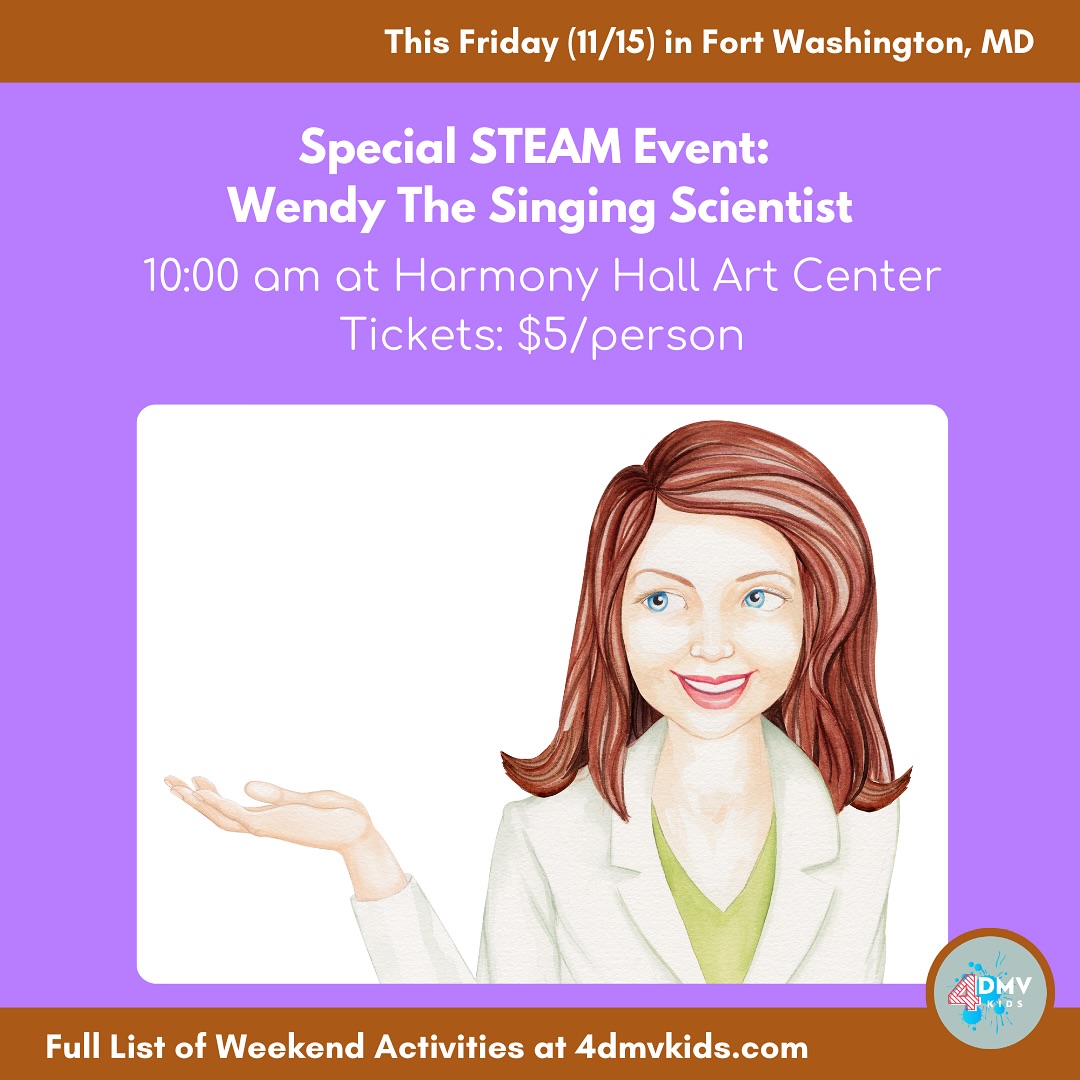 This Friday (11/15) in Fort Washington, MD
Special STEAM Event:
Wendy The Singing Scientist
10:00 am at Harmony Hall Art Center
Tickets: $5/person
4DMV
KIDS
Full List of Weekend Activities at 4dmvkids.com